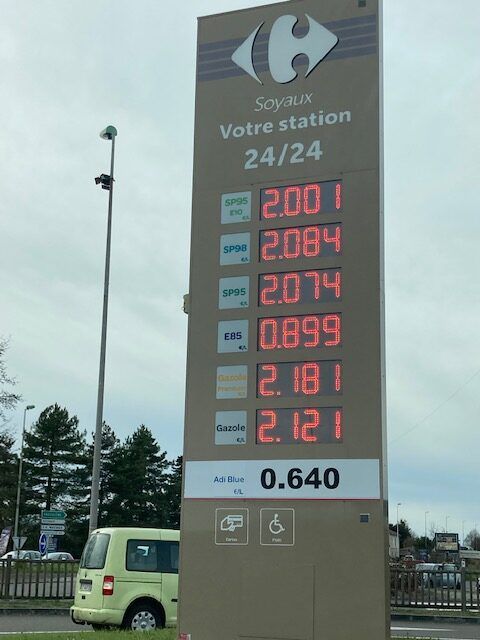 Soyaux
Votre station
24/24
SP95
E10
€/L
2.001
SP98
€/L
2.084
SP95
€/L
2.074
E85
€/L
0.899
Gazole
Premium
€/L
2.181
Gazole
€/L
2.121
Adi Blue
€/L
0.640